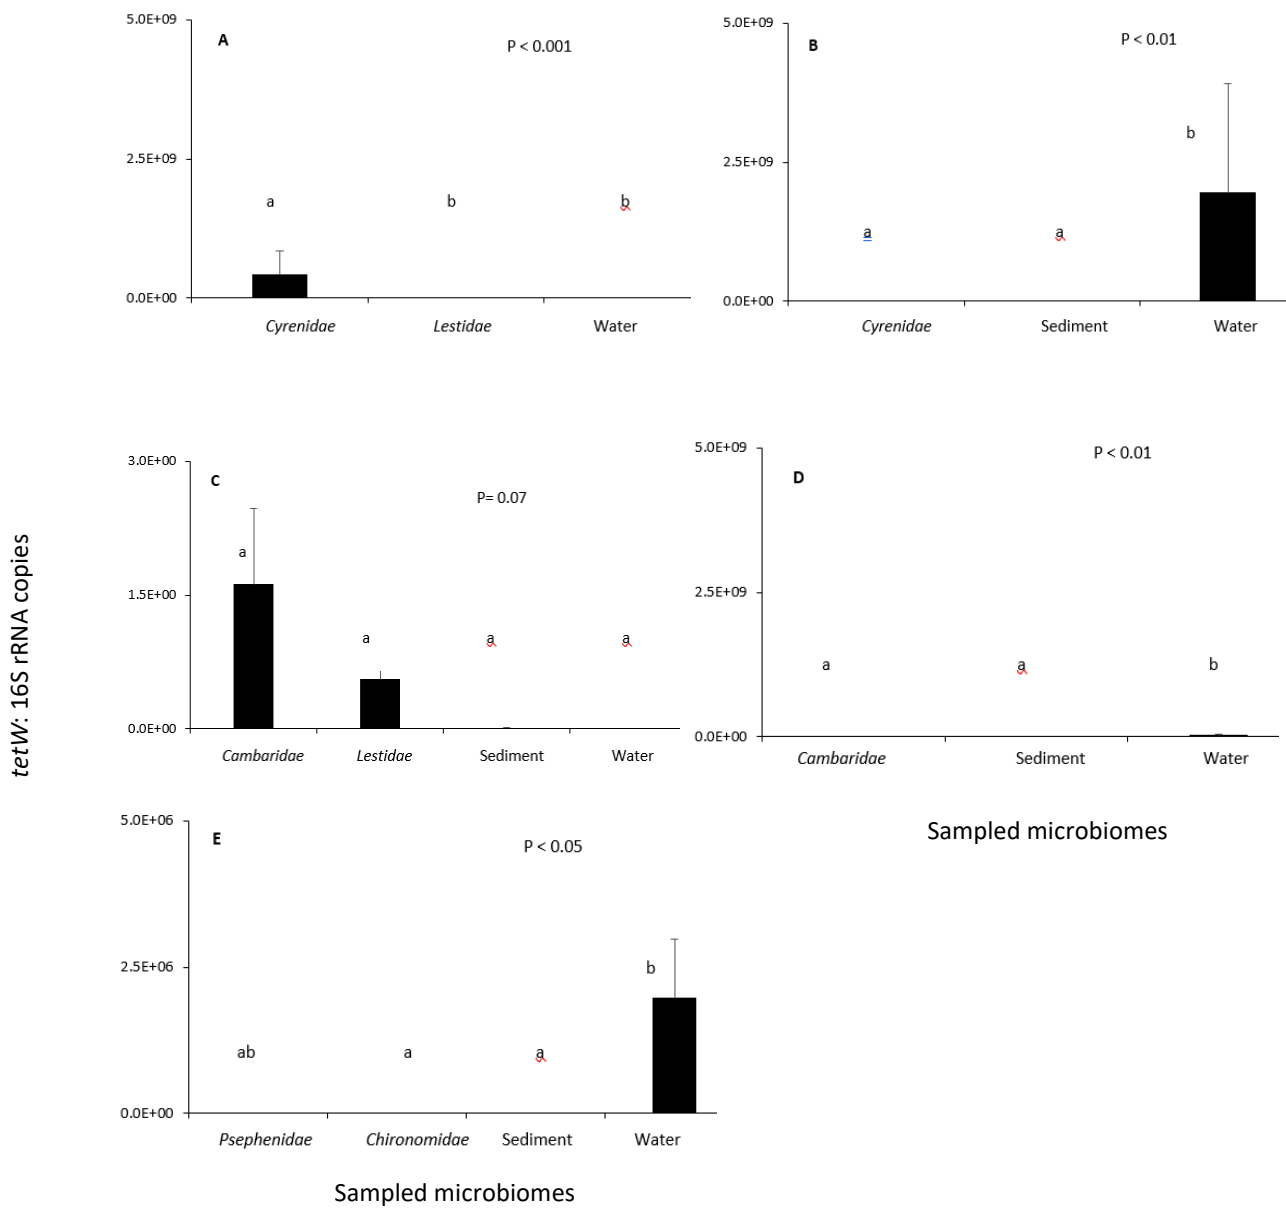 5.0E+09
A
P < 0.001
2.5E+09
a
b
b
0.0E+00
Cyrenidae
Lestidae
Water
5.0E+09
B
P < 0.01
b
2.5E+09
a
a
0.0E+00
Cyrenidae
Sediment
Water
tetW: 16S rRNA copies
3.0E+00
C
P= 0.07
a
1.5E+00
a
a
a
0.0E+00
Cambaridae
Lestidae
Sediment
Water
5.0E+09
P < 0.01
D
2.5E+09
a
a
b
0.0E+00
Cambaridae
Sediment
Water
Sampled microbiomes
5.0E+06
E
P < 0.05
2.5E+06
b
ab
a
a
0.0E+00
Psephenidae
Chironomidae
Sediment
Water
Sampled microbiomes